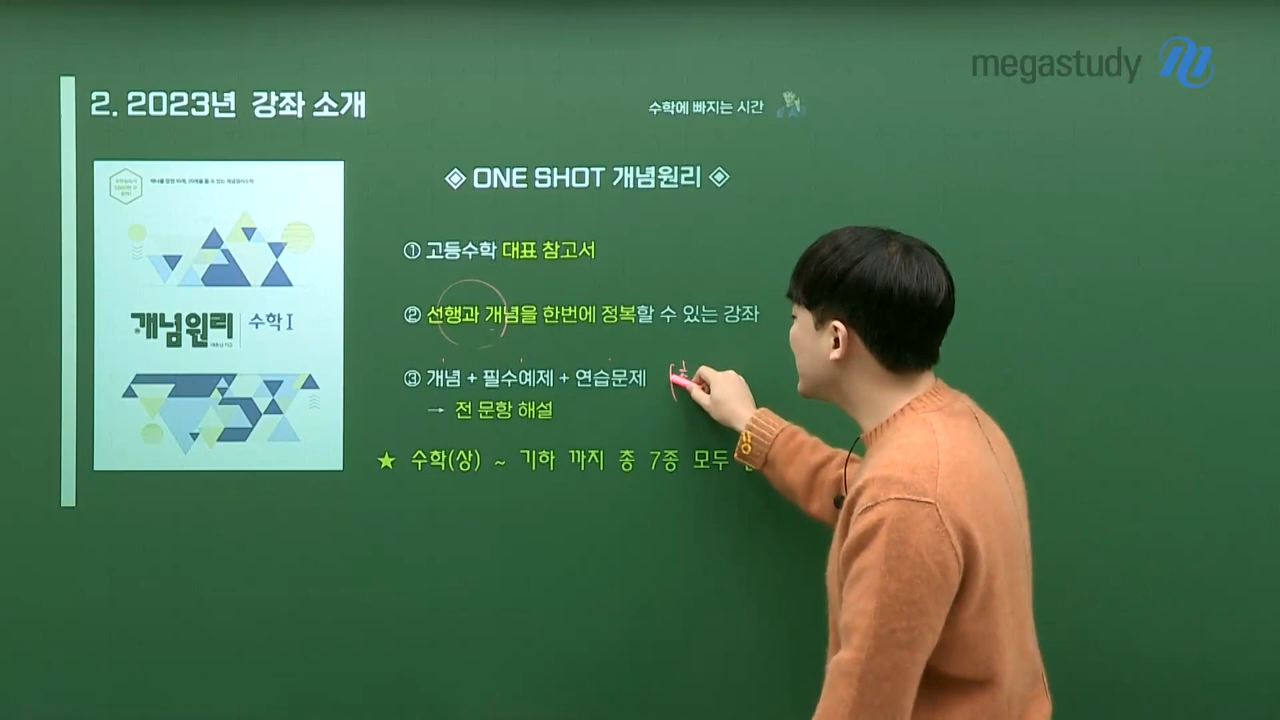 megastudy
2. 2023년 강좌 소개
수학에 빠지는 시간
개념원리 수학 I
◈ ONE SHOT 개념원리 ◈
① 고등수학 대표 참고서
② 선행과 개념을 한번에 정복할 수 있는 강좌
③ 개념 + 필수예제 + 연습문제
→ 전 문항 해설
★ 수학(상) ~ 기하 까지 총 7종 모두